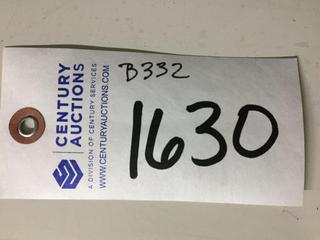 CENTURY
AUCTIONS
A DIVISION OF CENTURY SERVICES
WWW.CENTURYAUCTIONS.COM
B332
1630